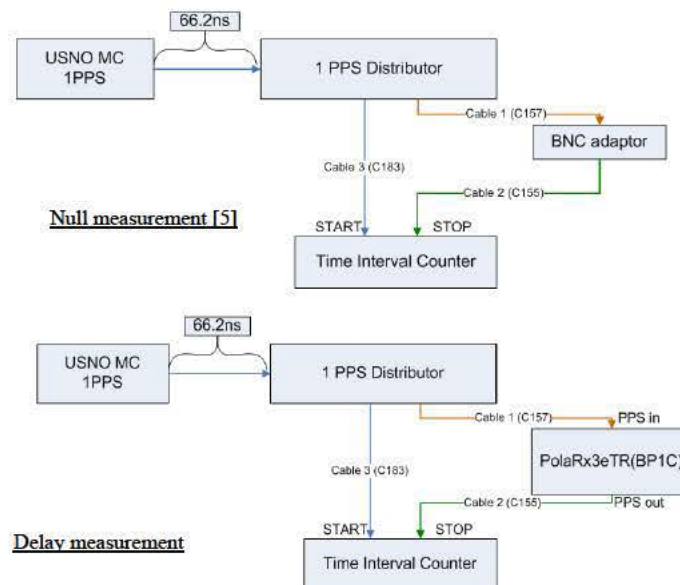 66.2ns
USNO MC
1PPS
1 PPS Distributor
Cable 1 (C157)
BNC adaptor
Cable 3 (C183)
Cable 2 (C155)
Null measurement [5]
START
STOP
Time Interval Counter
66.2ns
USNO MC
1PPS
1 PPS Distributor
Cable 1 (C157)
PPS in
PolaRx3eTR(BP1C)
Cable 3 (C183)
Cable 2 (C155)
PPS out
START
STOP
Delay measurement
Time Interval Counter